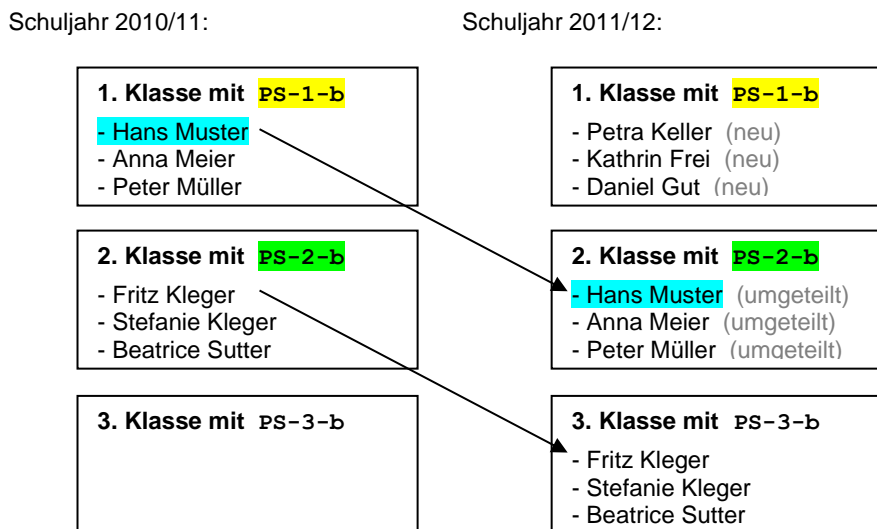 Schuljahr 2010/11:
Schuljahr 2011/12:
1. Klasse mit PS-1-b
- Hans Muster
- Anna Meier
- Peter Müller
1. Klasse mit PS-1-b
- Petra Keller (neu)
- Kathrin Frei (neu)
- Daniel Gut (neu)
2. Klasse mit PS-2-b
- Fritz Kleger
- Stefanie Kleger
- Beatrice Sutter
2. Klasse mit PS-2-b
- Hans Muster (umgeteilt)
- Anna Meier (umgeteilt)
- Peter Müller (umgeteilt)
3. Klasse mit PS-3-b
3. Klasse mit PS-3-b
- Fritz Kleger
- Stefanie Kleger
- Beatrice Sutter